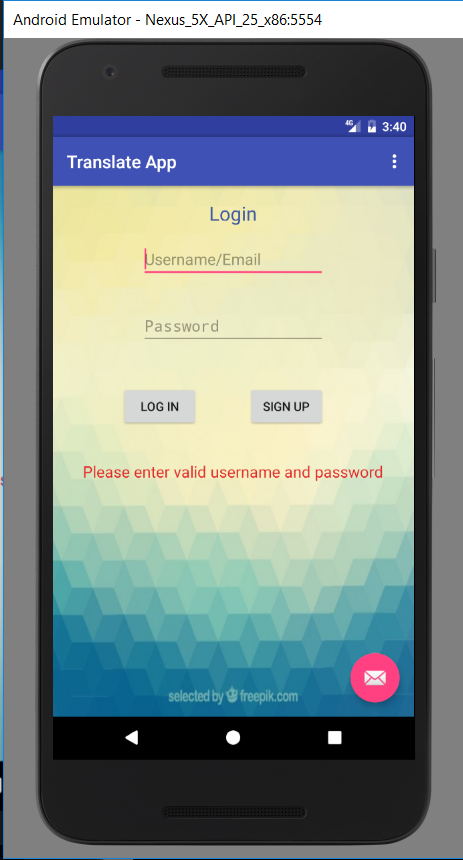 Android Emulator - Nexus_5X_API_25_x86:5554
4G 3:40
Translate App
Login
Username/Email
Password
LOG IN SIGN UP
Please enter valid username and password
selected by freepik.com